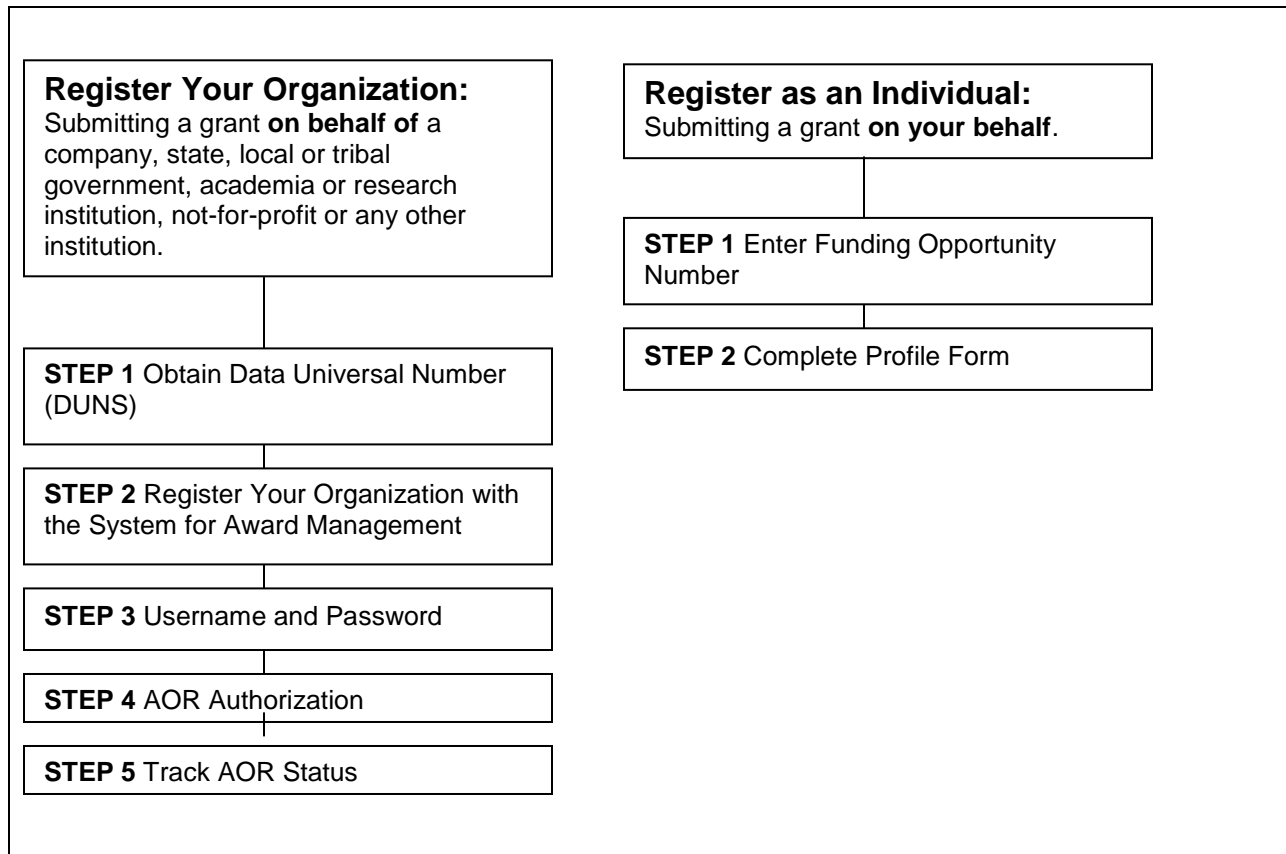 Register Your Organization:
Submitting a grant on behalf of a
company, state, local or tribal
government, academia or research
institution, not-for-profit or any other
institution.
STEP 1 Obtain Data Universal Number
(DUNS)
STEP 2 Register Your Organization with
the System for Award Management
STEP 3 Username and Password
STEP 4 AOR Authorization
STEP 5 Track AOR Status
Register as an Individual:
Submitting a grant on your behalf.
STEP 1 Enter Funding Opportunity
Number
STEP 2 Complete Profile Form